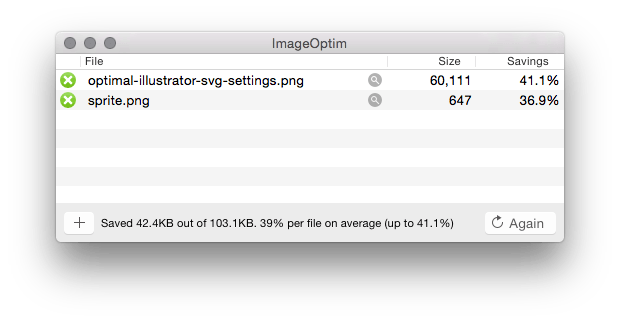 ImageOptim
File Size Savings
optimal-illustrator-svg-settings.png 60,111 41.1%
sprite.png 647 36.9%
Saved 42.4KB out of 103.1KB. 39% per file on average (up to 41.1%) Again